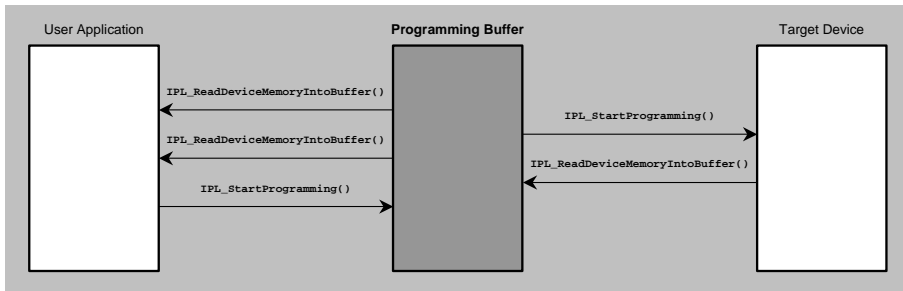 User Application
Programming Buffer
Target Device
IPL_ReadDeviceMemoryIntoBuffer()
IPL_StartProgramming()
IPL_ReadDeviceMemoryIntoBuffer()
IPL_ReadDeviceMemoryIntoBuffer()
IPL_StartProgramming()